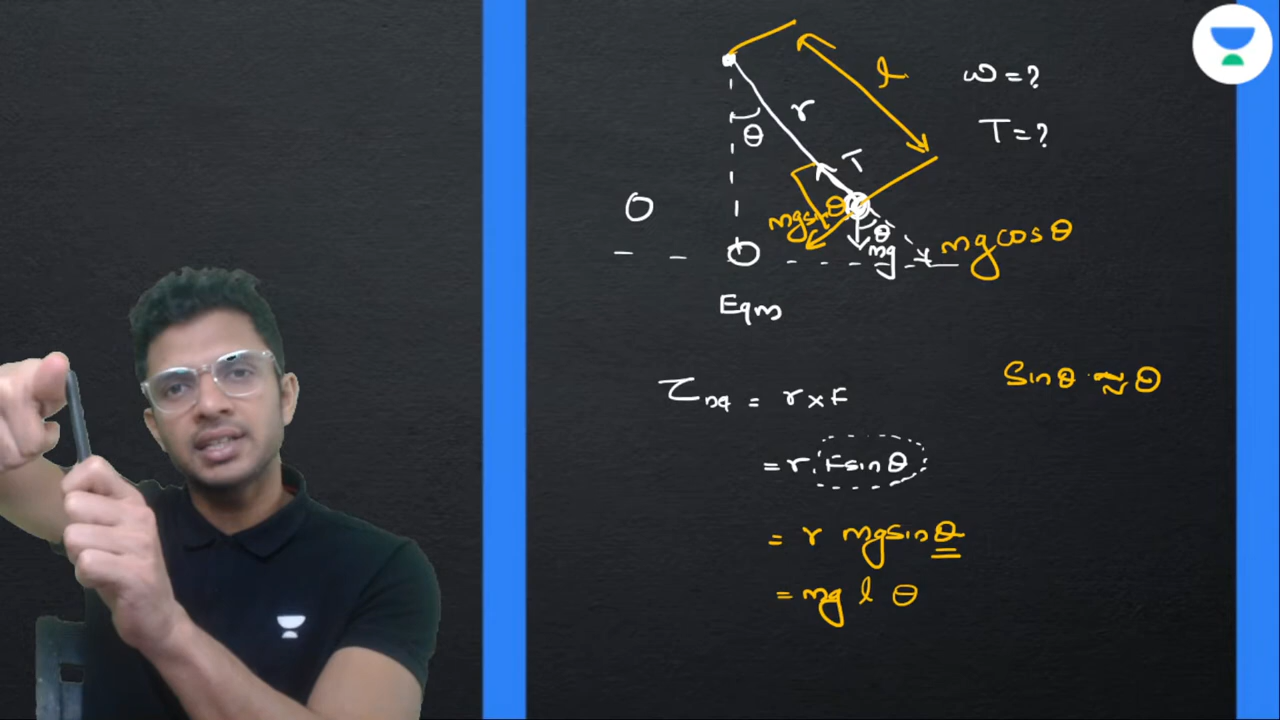 l
ω = ?
r
θ
T = ?
T
mgsinθ
θ
mg
mgcosθ
Eqm
sinθ ≈ θ
τ = r × F
= r Fsinθ
= r mgsinθ
= mg l θ